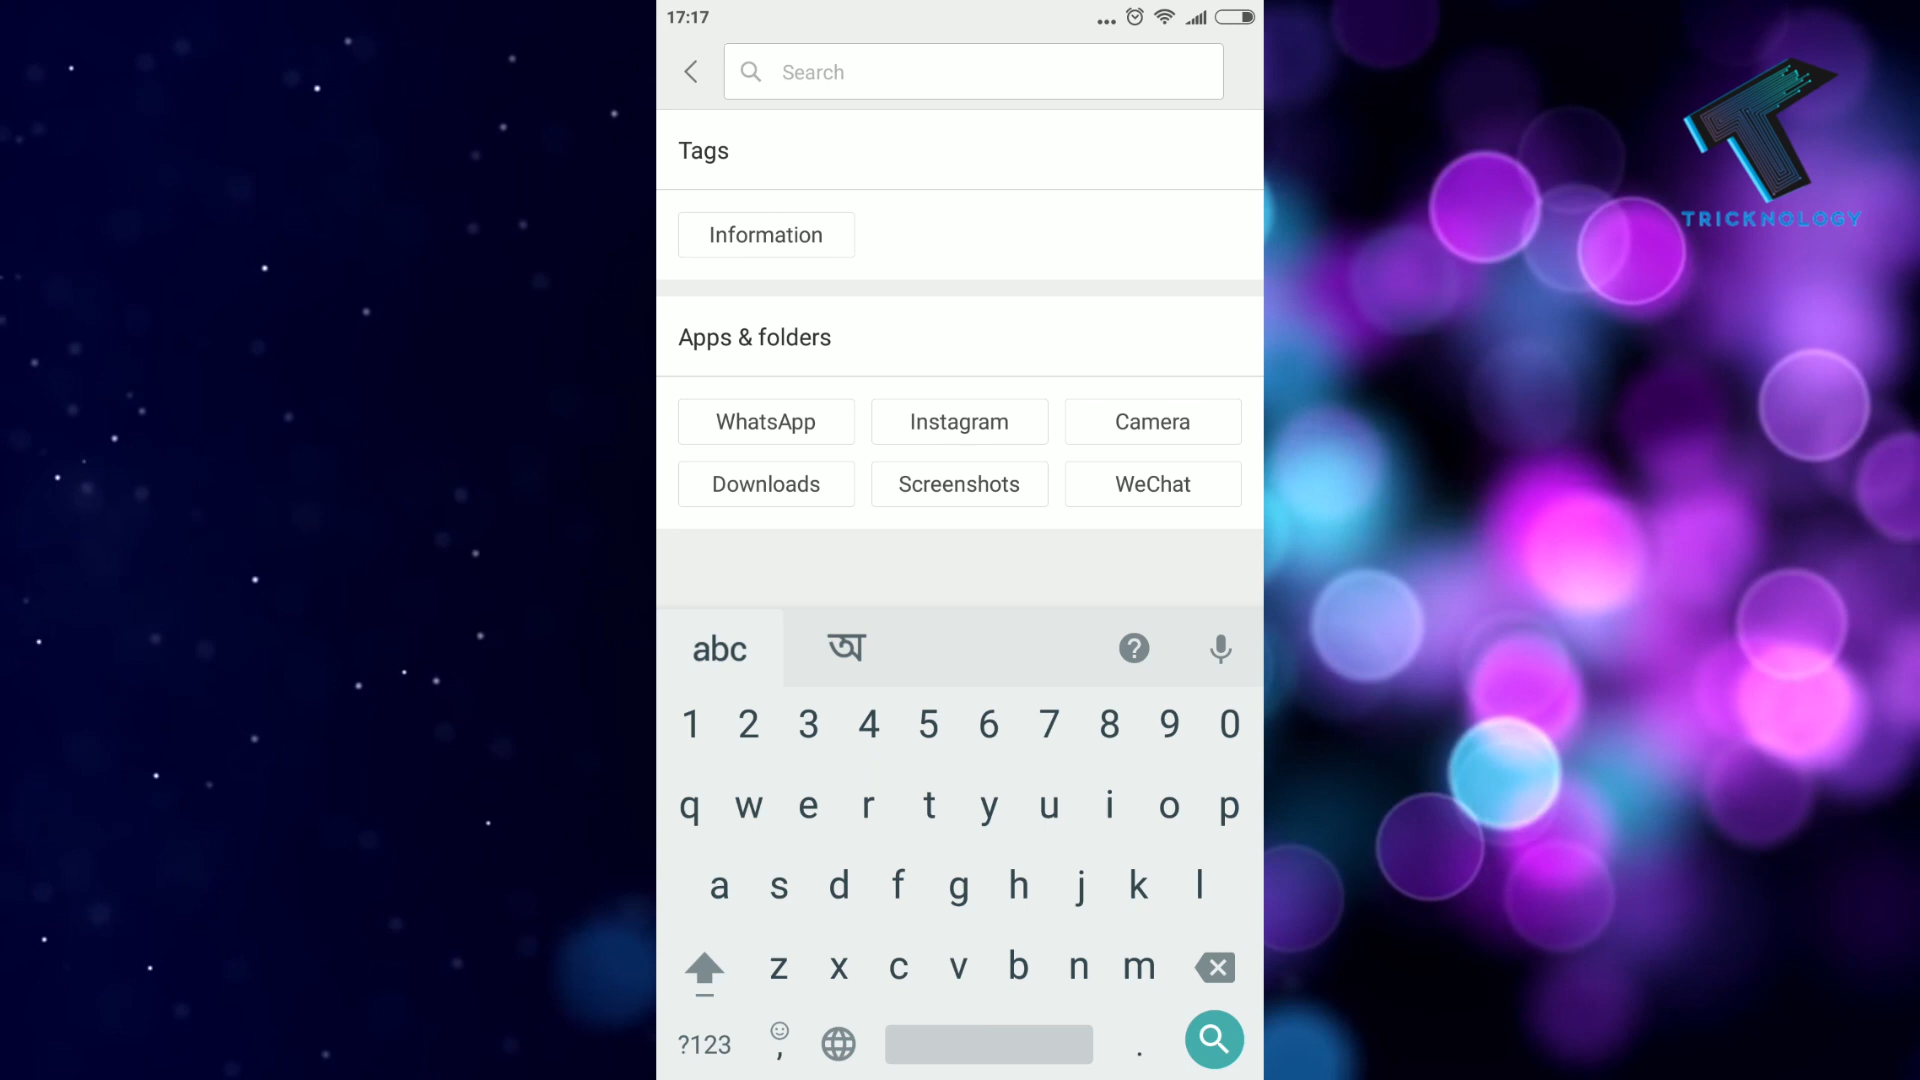 17:17
Search
TRICKNOLOGY
Tags
Information
Apps & folders
WhatsApp Instagram Camera
Downloads Screenshots WeChat
abc অ ?
1 2 3 4 5 6 7 8 9 0
q w e r t y u i o p
a s d f g h j k l
z x c v b n m
?123 , .